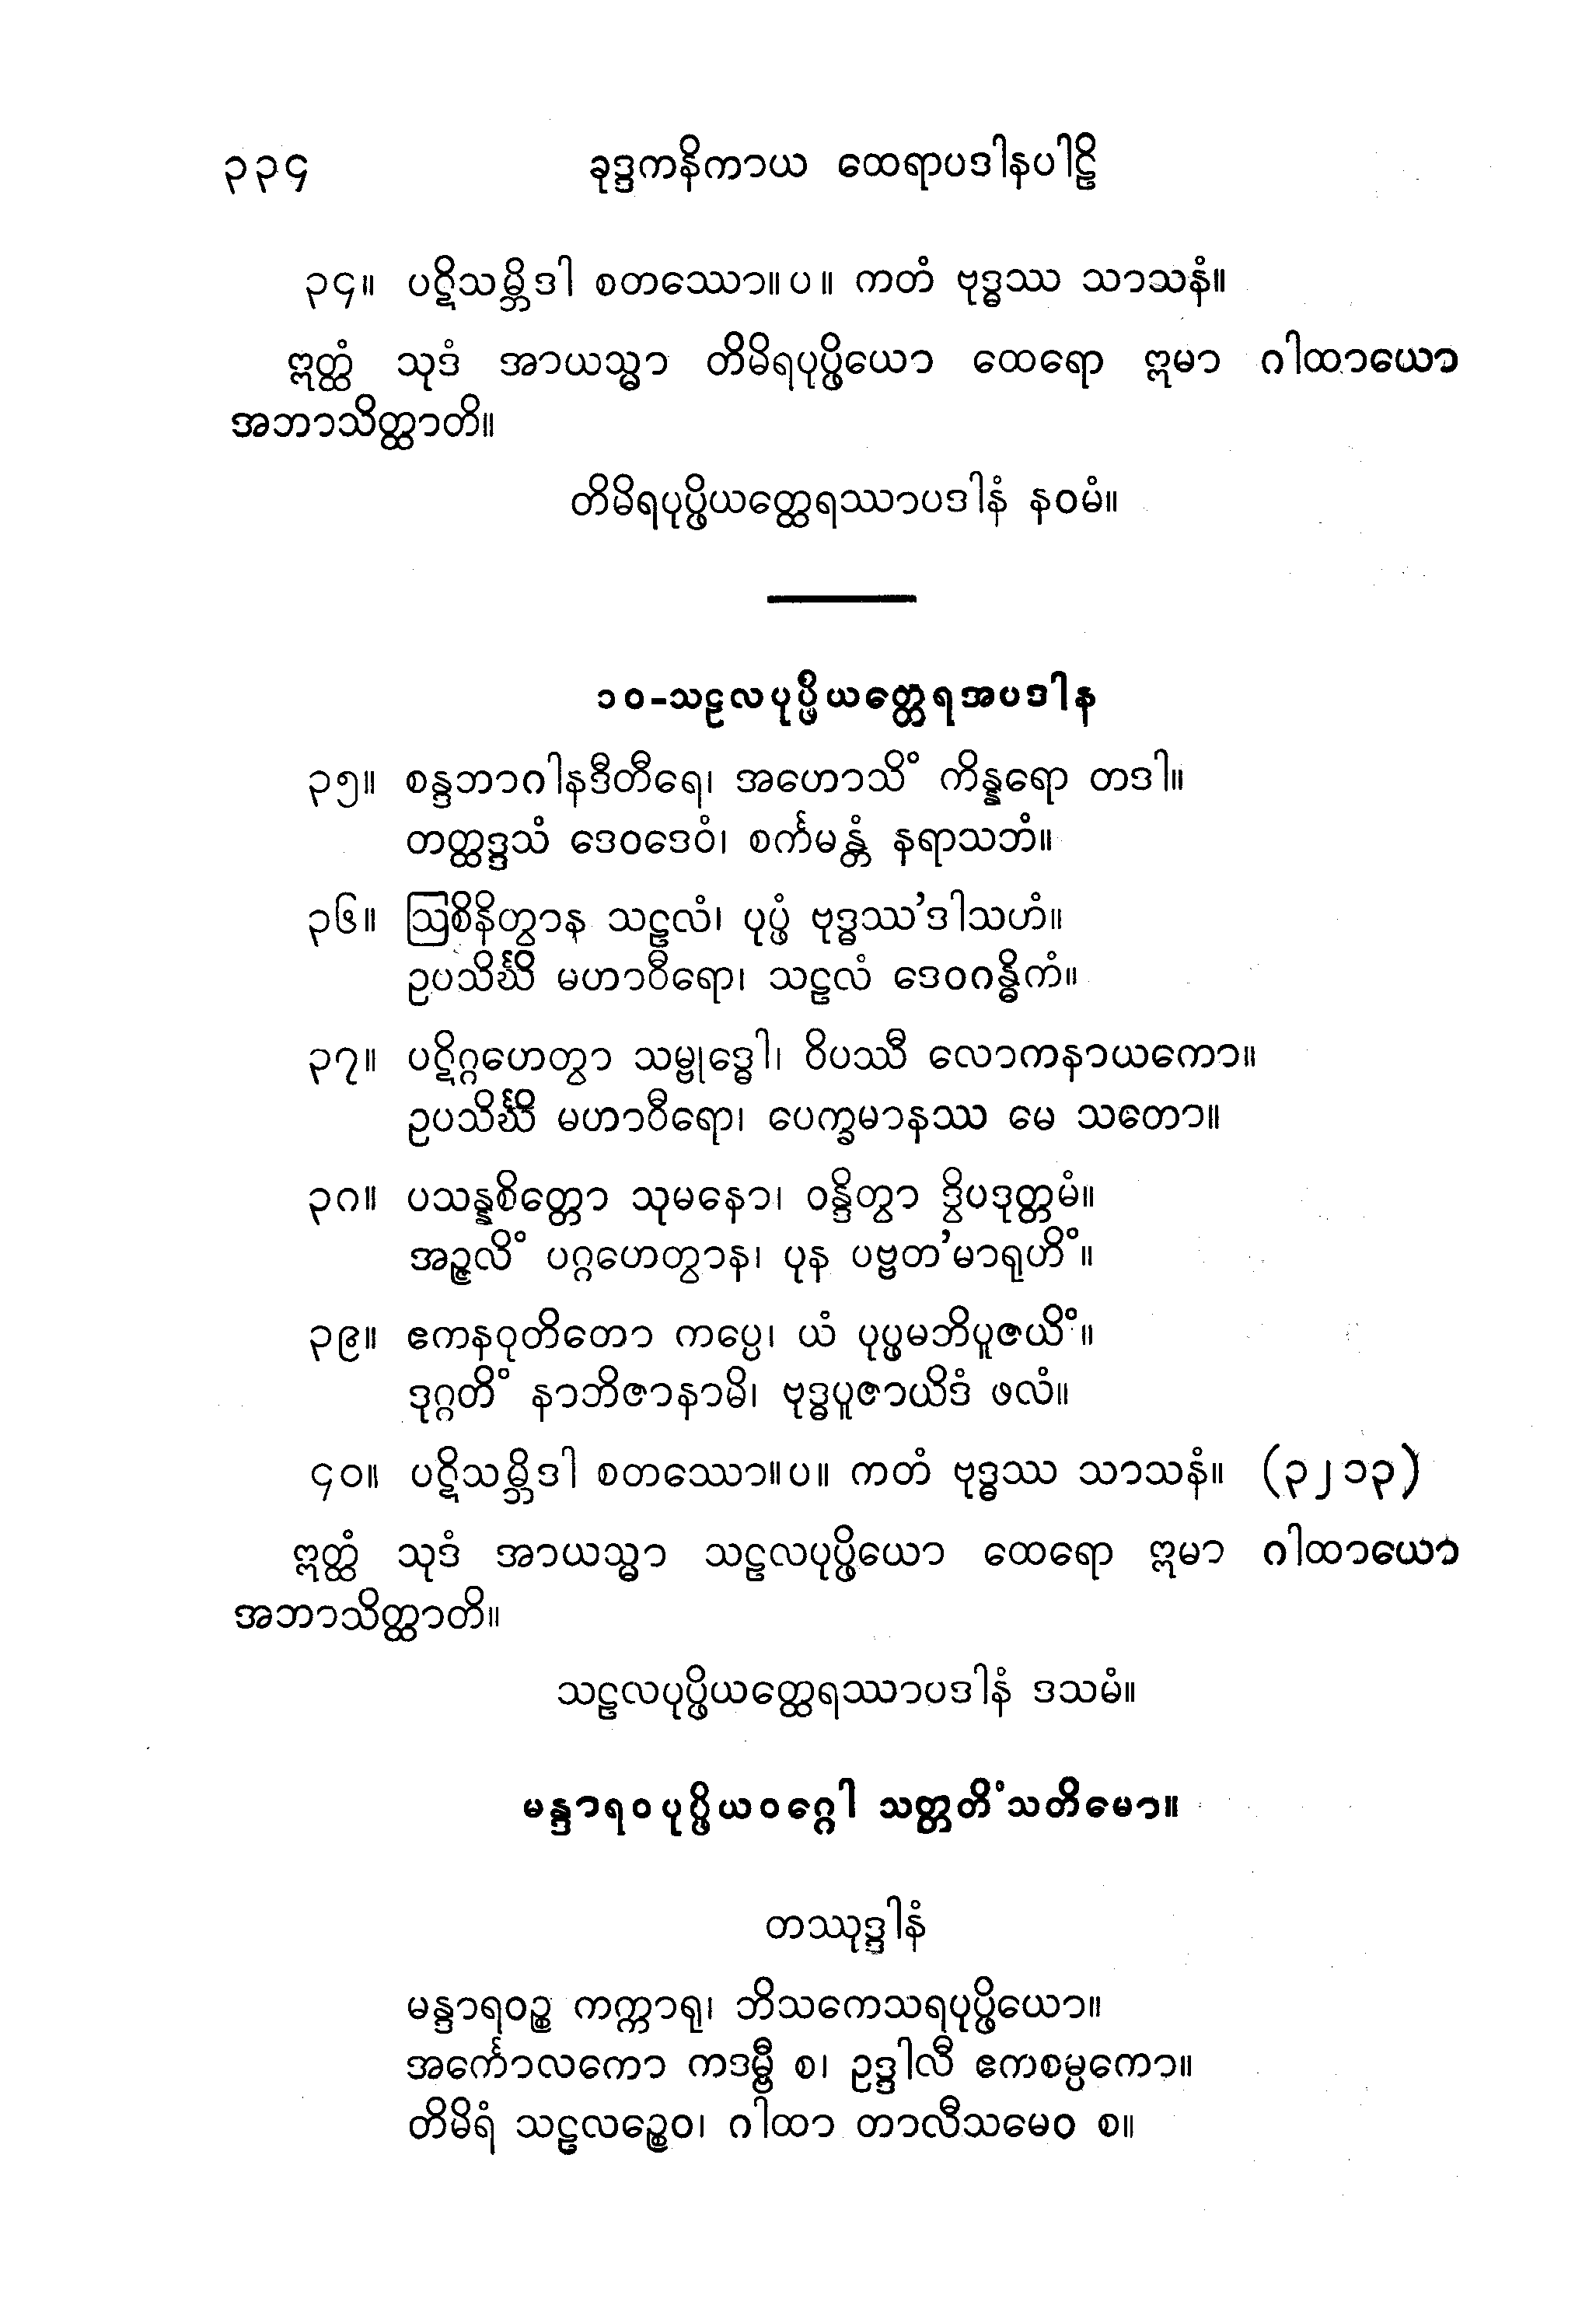 ၃၃၄ ခုဒ္ဒကနိကာယ ထေရာပဒါနပါဠိ
၃၄။ ပဋိသမ္ဘိဒါ စတဿော။ပ။ ကတံ ဗုဒ္ဓဿ သာသနံ။
ဣတ္ထံ သုဒံ အာယသ္မာ တိမိရပုပ္ဖိယော ထေရော ဣမာ ဂါထာယော
အဘာသိတ္ထာတိ။
တိမိရပုပ္ဖိယတ္ထေရဿာပဒါနံ နဝမံ။
၁၀-သဠလပုပ္ဖိယတ္ထေရအပဒါန
၃၅။ စန္ဒဘာဂါနဒီတီရေ၊ အဟောသိံ ကိန္နရော တဒါ။
တတ္ထဒ္ဒသံ ဒေဝဒေဝံ၊ စင်္ကမန္တံ နရာသဘံ။
၃၆။ ဩစိနိတွာန သဠလံ၊ ပုပ္ဖံ ဗုဒ္ဓဿ’ဒါသဟံ။
ဥပသိင်္ဃိ မဟာဝီရော၊ သဠလံ ဒေဝဂန္ဓိကံ။
၃၇။ ပဋိဂ္ဂဟေတွာ သမ္ဗုဒ္ဓေါ၊ ဝိပဿီ လောကနာယကော။
ဥပသိင်္ဃိ မဟာဝီရော၊ ပေက္ခမာနဿ မေ သတော။
၃၈။ ပသန္နစိတ္တော သုမနော၊ ဝန္ဒိတွာ ဒွိပဒုတ္တမံ။
အဉ္ဇလိံ ပဂ္ဂဟေတွာန၊ ပုန ပဗ္ဗတ’မာရုဟိံ။
၃၉။ ဧကနဝုတိတော ကပ္ပေ၊ ယံ ပုပ္ဖမဘိပူဇယိံ။
ဒုဂ္ဂတိံ နာဘိဇာနာမိ၊ ဗုဒ္ဓပူဇာယိဒံ ဖလံ။
၄၀။ ပဋိသမ္ဘိဒါ စတဿော။ပ။ ကတံ ဗုဒ္ဓဿ သာသနံ။ (၃၂၁၃)
ဣတ္ထံ သုဒံ အာယသ္မာ သဠလပုပ္ဖိယော ထေရော ဣမာ ဂါထာယော
အဘာသိတ္ထာတိ။
သဠလပုပ္ဖိယတ္ထေရဿာပဒါနံ ဒသမံ။
မန္ဒာရဝပုပ္ဖိယဝဂ္ဂေါ သတ္တတိံသတိမော။
တဿုဒ္ဒါနံ
မန္ဒာရဝဉ္စ ကက္ကာရု၊ ဘိသကေသရပုပ္ဖိယော။
အင်္ကောလကော ကဒမ္ဗီ စ၊ ဥဒ္ဒါလီ ဧကစမ္ပကော။
တိမိရံ သဠလဉ္စေဝ၊ ဂါထာ တာလီသမေဝ စ။